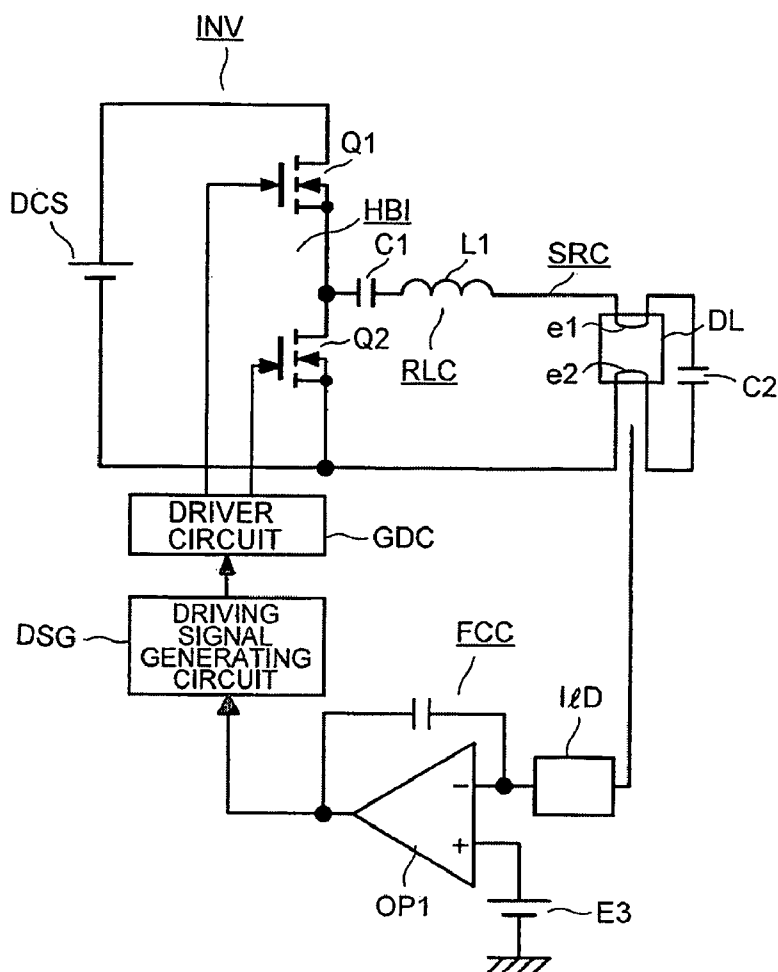 INV
Q1
DCS
HBI
C1
L1
SRC
e1
DL
Q2
RLC
e2
C2
DRIVER
CIRCUIT
GDC
DSG
DRIVING
SIGNAL
GENERATING
CIRCUIT
FCC
IℓD
−
+
OP1
E3